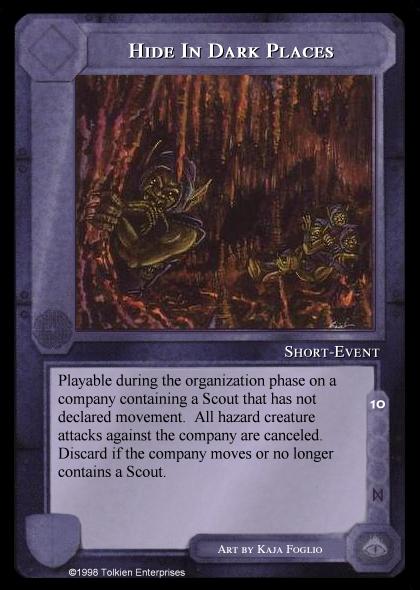 HIDE IN DARK PLACES
SHORT-EVENT
Playable during the organization phase on a
company containing a Scout that has not
declared movement.  All hazard creature
attacks against the company are canceled.
Discard if the company moves or no longer
contains a Scout.
10
ART BY KAJA FOGLIO
©1998 Tolkien Enterprises